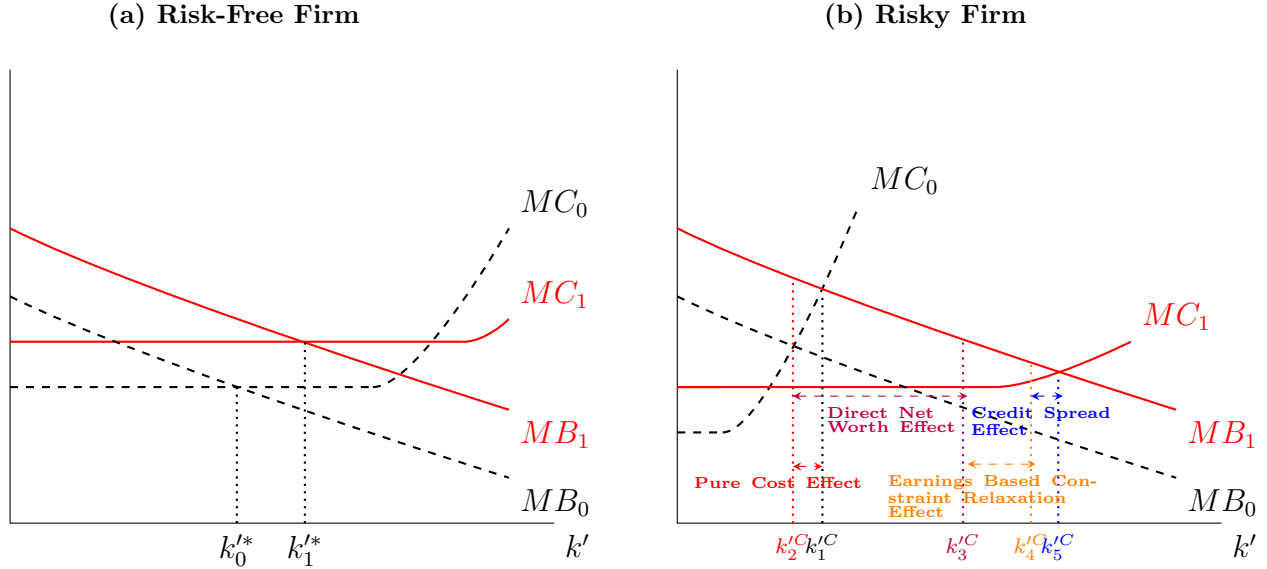 (a) Risk-Free Firm
MC₀
MC₁
MB₁
MB₀
k′₀*
k′₁*
k′
(b) Risky Firm
MC₀
MC₁
Direct Net
Worth Effect
Credit Spread
Effect
MB₁
Pure Cost Effect
Earnings Based Con-
straint Relaxation
Effect
MB₀
k′₂ᶜ
k′₁ᶜ
k′₃ᶜ
k′₄ᶜ
k′₅ᶜ
k′